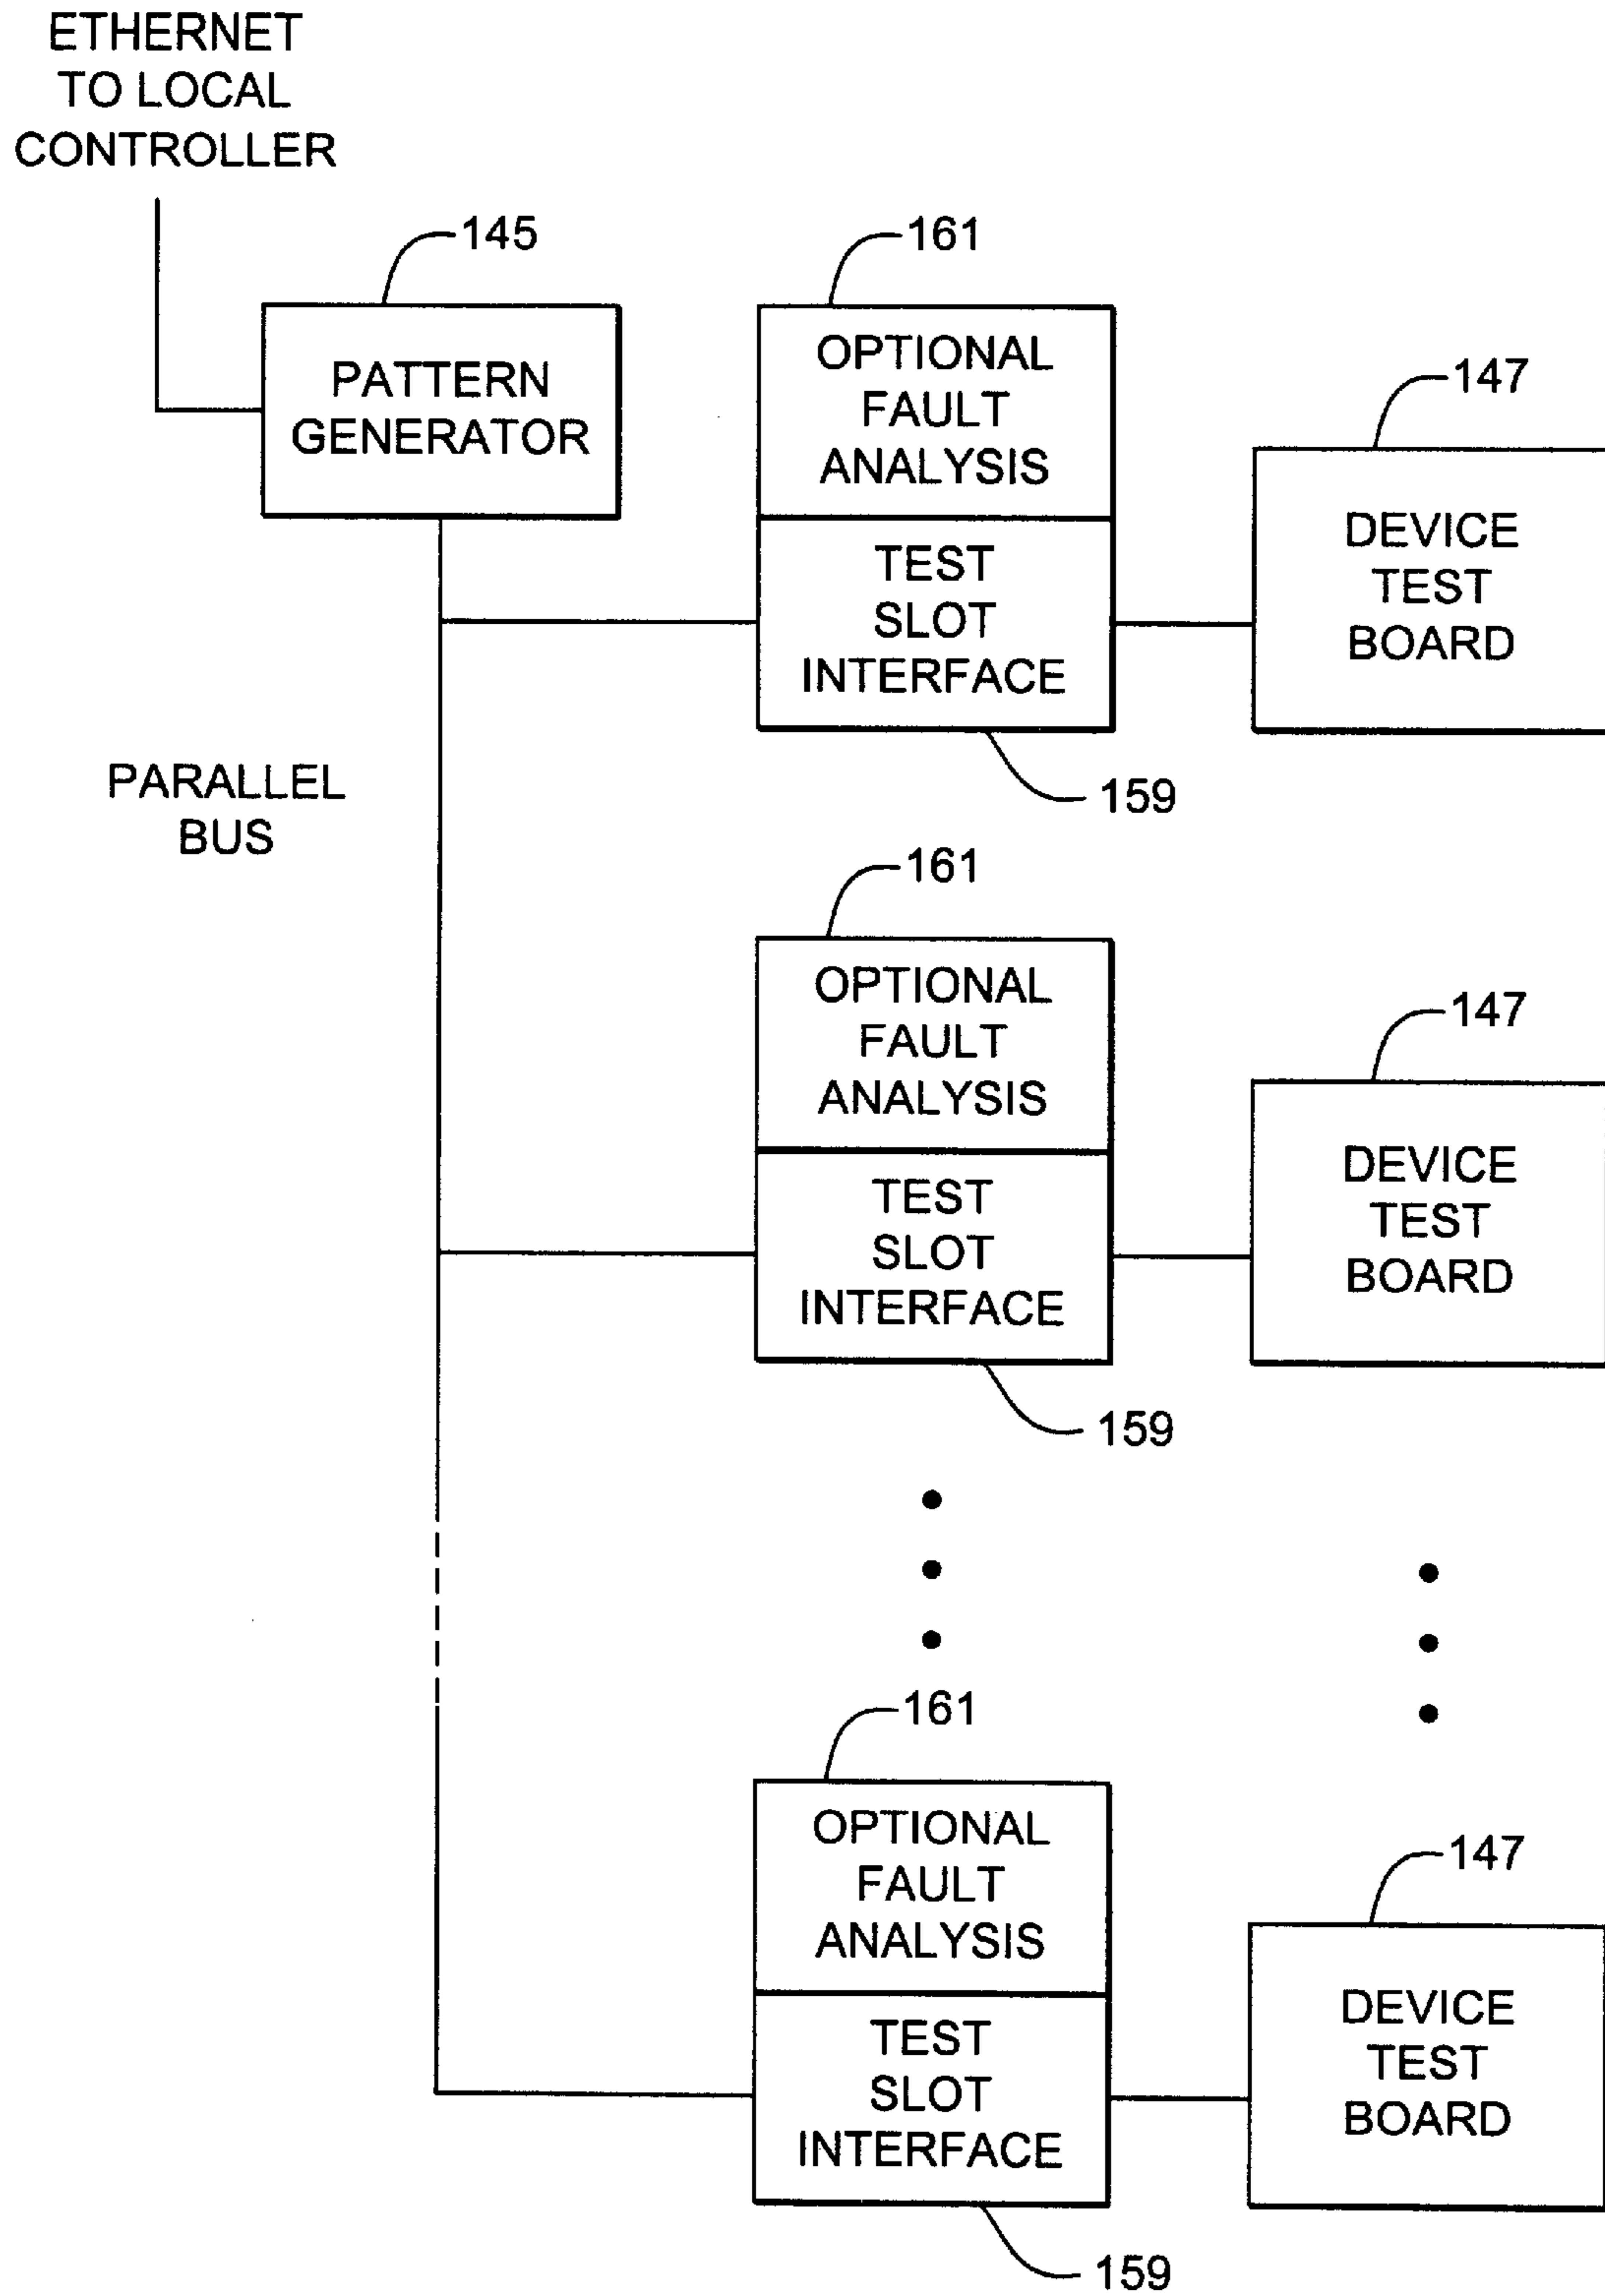 ETHERNET
TO LOCAL
CONTROLLER
145
PATTERN
GENERATOR
161
OPTIONAL
FAULT
ANALYSIS
TEST
SLOT
INTERFACE
159
147
DEVICE
TEST
BOARD
PARALLEL
BUS
161
OPTIONAL
FAULT
ANALYSIS
TEST
SLOT
INTERFACE
159
147
DEVICE
TEST
BOARD
161
OPTIONAL
FAULT
ANALYSIS
TEST
SLOT
INTERFACE
159
147
DEVICE
TEST
BOARD